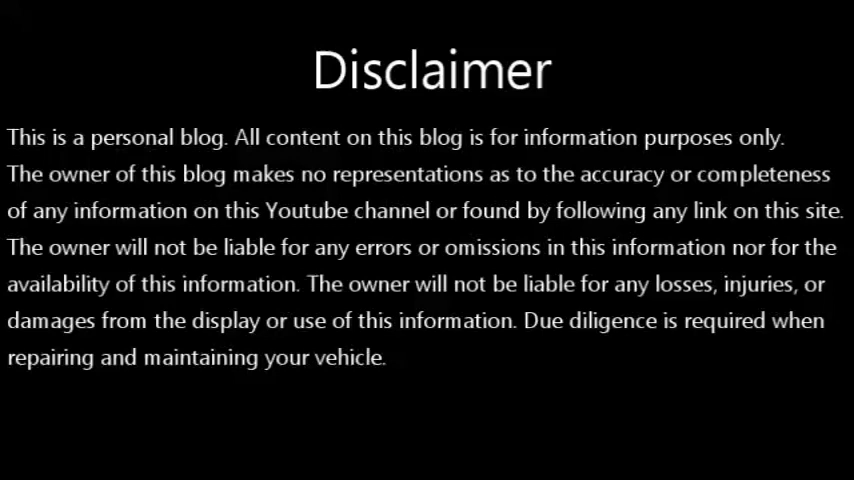 Disclaimer
This is a personal blog. All content on this blog is for information purposes only.
The owner of this blog makes no representations as to the accuracy or completeness
of any information on this Youtube channel or found by following any link on this site.
The owner will not be liable for any errors or omissions in this information nor for the
availability of this information. The owner will not be liable for any losses, injuries, or
damages from the display or use of this information. Due diligence is required when
repairing and maintaining your vehicle.